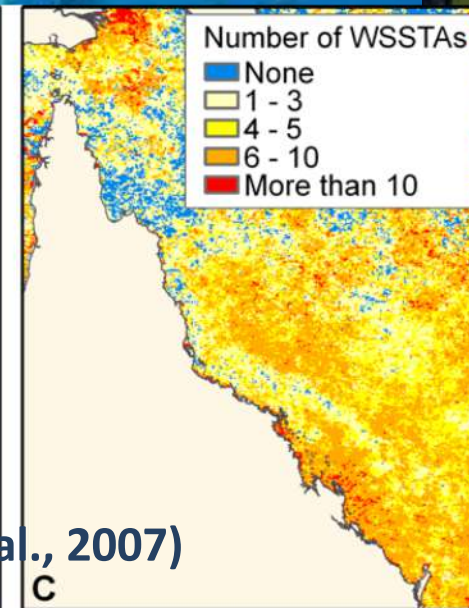 Number of WSSTAs
None
1 - 3
4 - 5
6 - 10
More than 10
al., 2007)
C